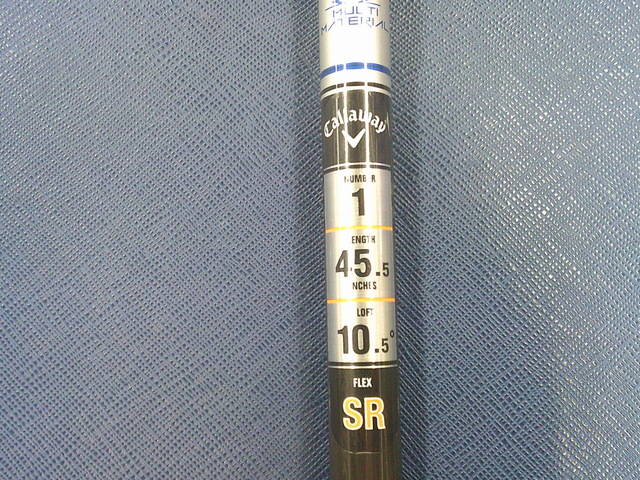 MULTI
MATERIAL
Callaway
NUMBER
1
LENGTH
45.5
INCHES
LOFT
10.5°
FLEX
SR